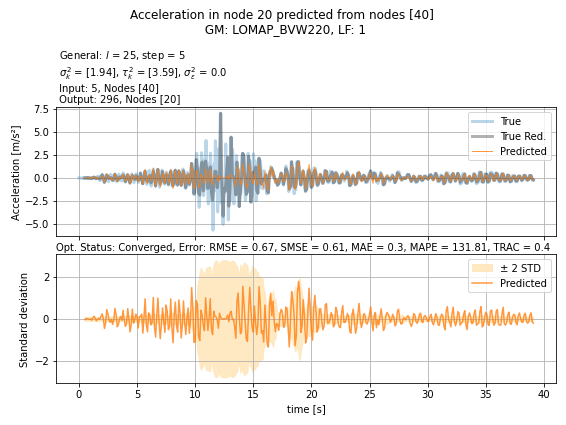 Acceleration in node 20 predicted from nodes [40]
GM: LOMAP_BVW220, LF: 1
General: l = 25, step = 5
σ²ₖ = [1.94], τ²ₖ = [3.59], σ²ε = 0.0
Input: 5, Nodes [40]
Output: 296, Nodes [20]
7.5
5.0
2.5
0.0
−2.5
−5.0
Acceleration [m/s²]
True
True Red.
Predicted
Opt. Status: Converged, Error: RMSE = 0.67, SMSE = 0.61, MAE = 0.3, MAPE = 131.81, TRAC = 0.4
2
0
−2
Standard deviation
± 2 STD
Predicted
0 5 10 15 20 25 30 35 40
time [s]